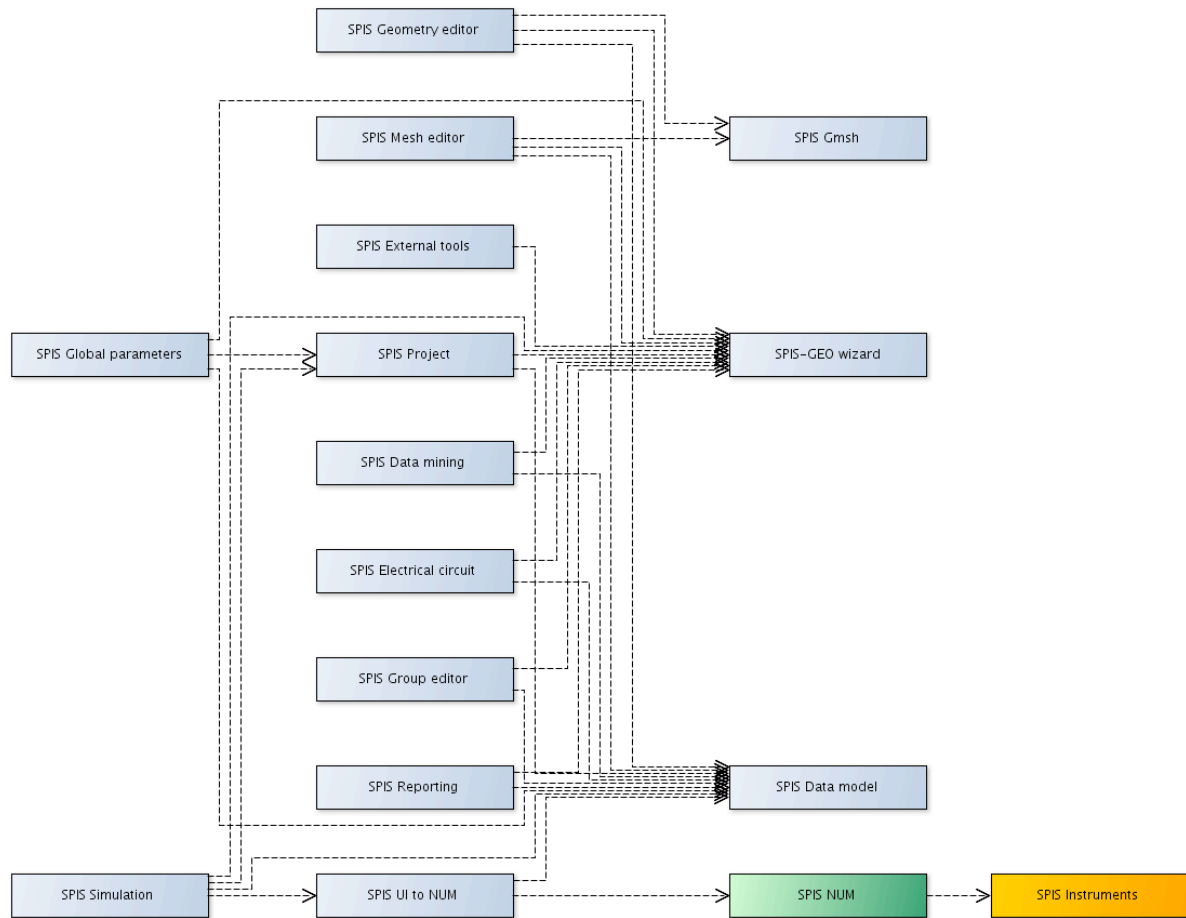 SPIS Geometry editor
SPIS Mesh editor
SPIS Gmsh
SPIS External tools
SPIS Global parameters
SPIS Project
SPIS-GEO wizard
SPIS Data mining
SPIS Electrical circuit
SPIS Group editor
SPIS Reporting
SPIS Data model
SPIS Simulation
SPIS UI to NUM
SPIS NUM
SPIS Instruments